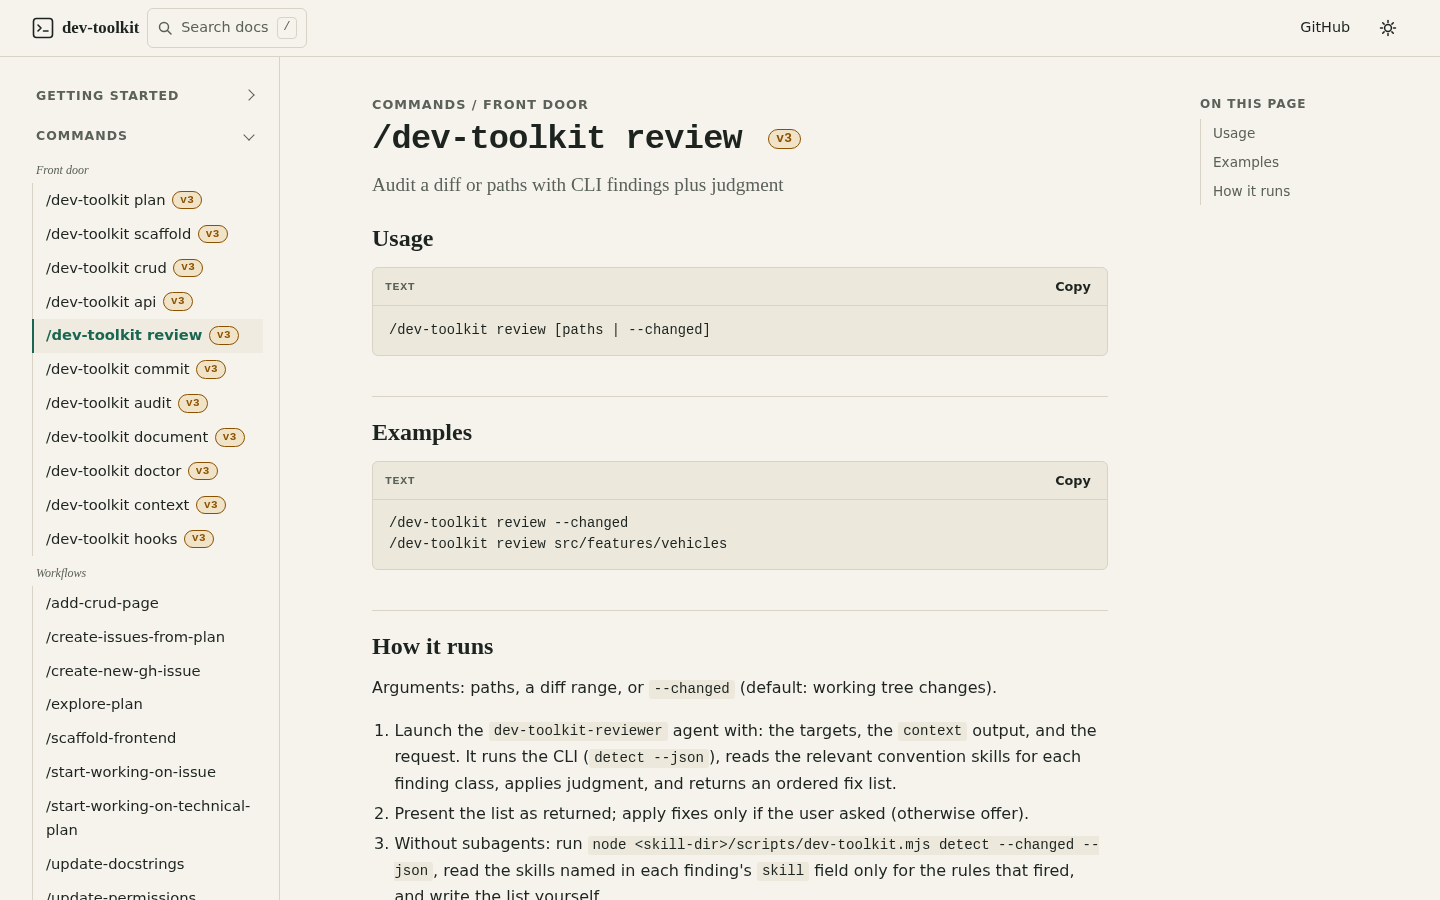 dev-toolkit
Search docs /
GitHub
GETTING STARTED
COMMANDS
Front door
/dev-toolkit plan v3
/dev-toolkit scaffold v3
/dev-toolkit crud v3
/dev-toolkit api v3
/dev-toolkit review v3
/dev-toolkit commit v3
/dev-toolkit audit v3
/dev-toolkit document v3
/dev-toolkit doctor v3
/dev-toolkit context v3
/dev-toolkit hooks v3
Workflows
/add-crud-page
/create-issues-from-plan
/create-new-gh-issue
/explore-plan
/scaffold-frontend
/start-working-on-issue
/start-working-on-technical-
plan
/update-docstrings
/update-permissions
COMMANDS / FRONT DOOR
/dev-toolkit review v3
Audit a diff or paths with CLI findings plus judgment
Usage
TEXT
Copy
/dev-toolkit review [paths | --changed]
Examples
TEXT
Copy
/dev-toolkit review --changed
/dev-toolkit review src/features/vehicles
How it runs
Arguments: paths, a diff range, or --changed (default: working tree changes).
1. Launch the dev-toolkit-reviewer agent with: the targets, the context output, and the
request. It runs the CLI (detect --json), reads the relevant convention skills for each
finding class, applies judgment, and returns an ordered fix list.
2. Present the list as returned; apply fixes only if the user asked (otherwise offer).
3. Without subagents: run node <skill-dir>/scripts/dev-toolkit.mjs detect --changed --
json, read the skills named in each finding's skill field only for the rules that fired,
and write the list yourself.
ON THIS PAGE
Usage
Examples
How it runs